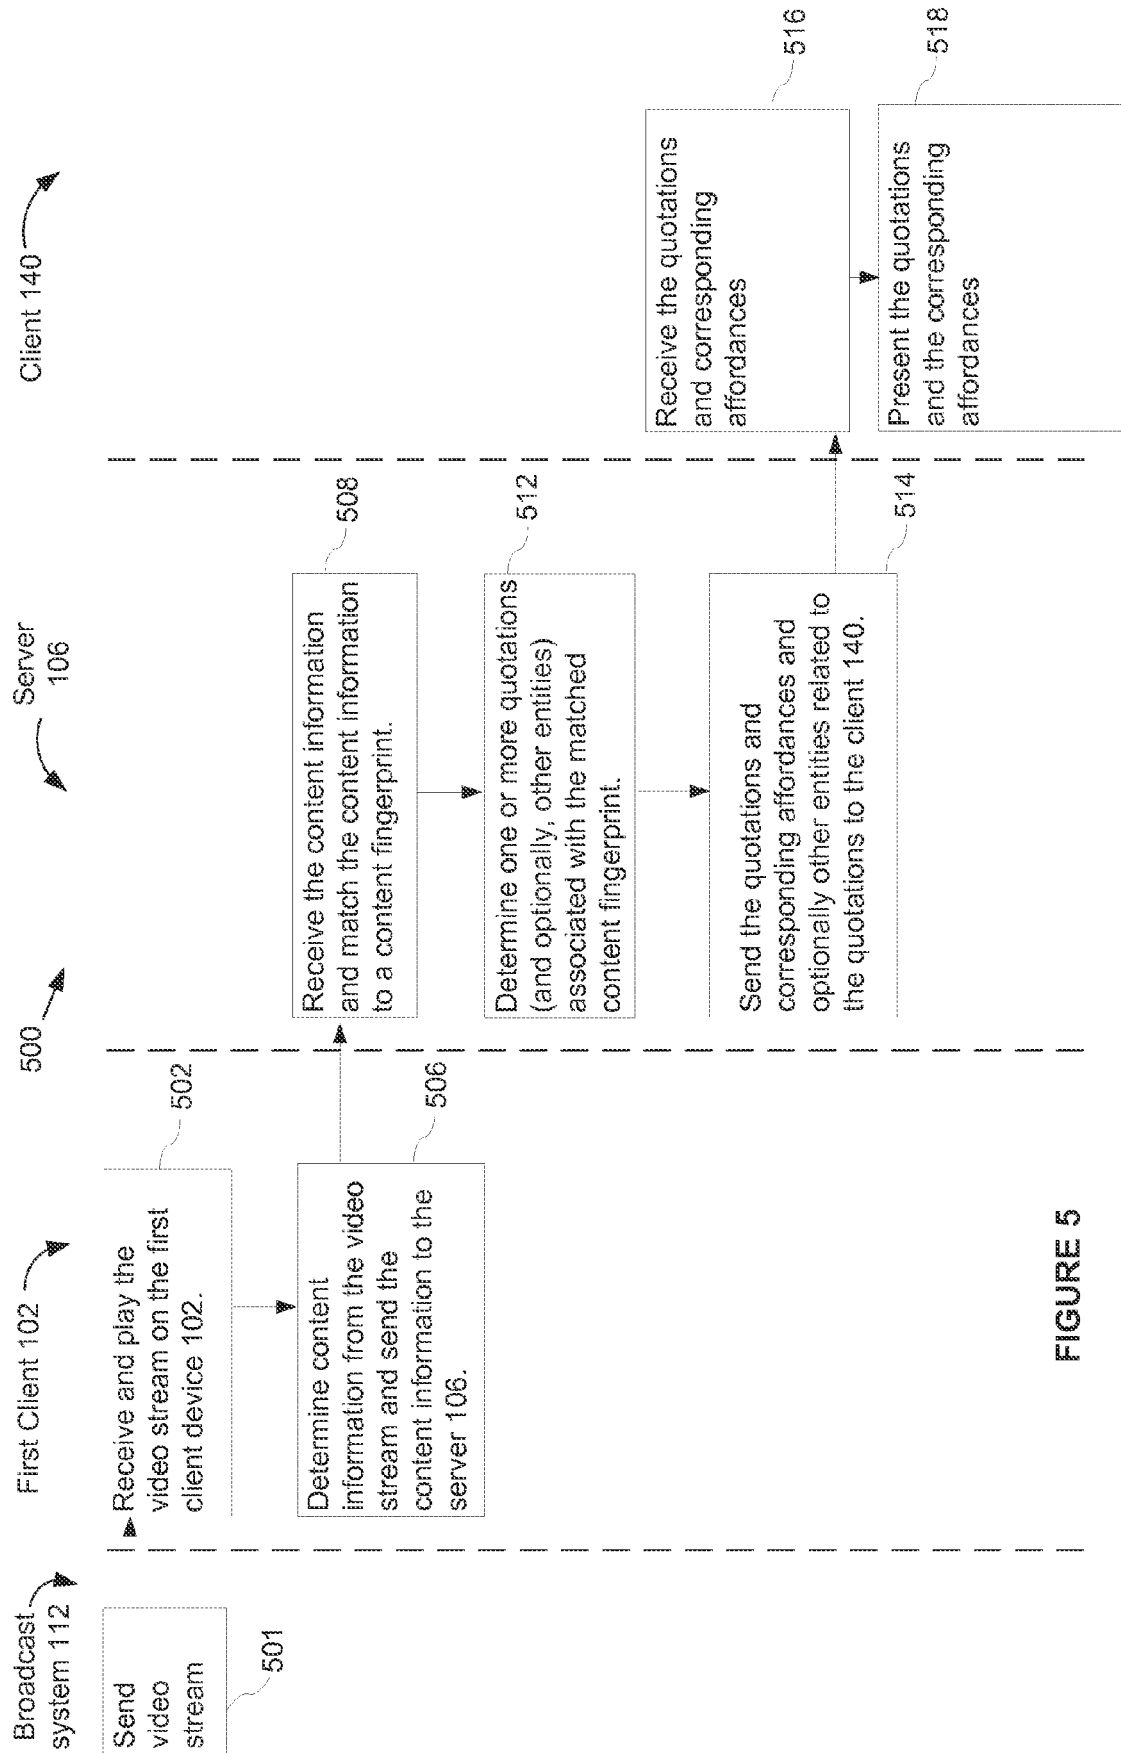 500
Broadcast
system 112
First Client 102
Server
106
Client 140
Send
video
stream
501
Receive and play the
video stream on the first
client device 102.
502
Determine content
information from the video
stream and send the
content information to the
server 106.
506
Receive the content information
and match the content information
to a content fingerprint.
508
Determine one or more quotations
(and optionally, other entities)
associated with the matched
content fingerprint.
512
Send the quotations and
corresponding affordances and
optionally other entities related to
the quotations to the client 140.
514
Receive the quotations
and corresponding
affordances
516
Present the quotations
and the corresponding
affordances
518
FIGURE 5